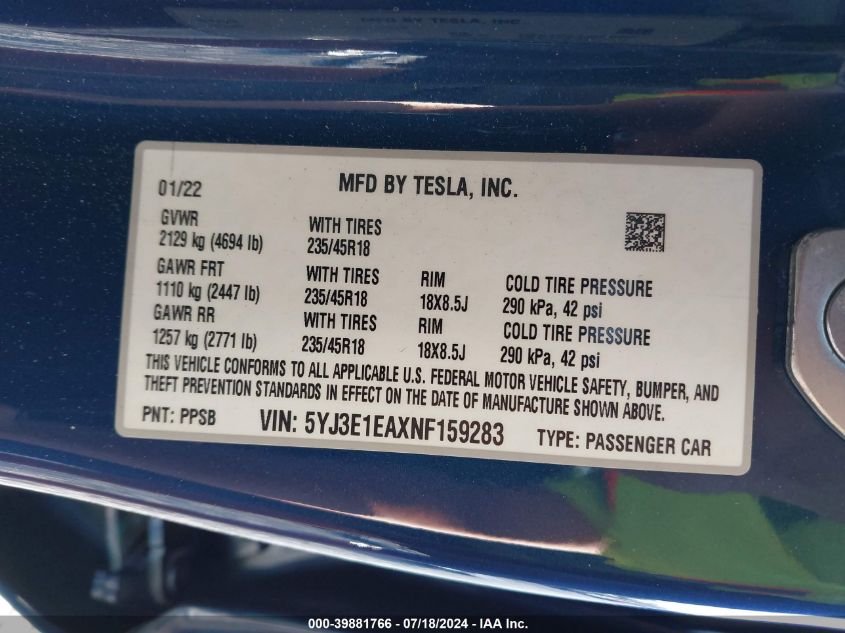 MFD BY TESLA, INC.
01/22
MFD BY TESLA, INC.
GVWR
2129 kg (4694 lb)
WITH TIRES
235/45R18
GAWR FRT
1110 kg (2447 lb)
WITH TIRES
235/45R18
RIM
18X8.5J
COLD TIRE PRESSURE
290 kPa, 42 psi
GAWR RR
1257 kg (2771 lb)
WITH TIRES
235/45R18
RIM
18X8.5J
COLD TIRE PRESSURE
290 kPa, 42 psi
THIS VEHICLE CONFORMS TO ALL APPLICABLE U.S. FEDERAL MOTOR VEHICLE SAFETY, BUMPER, AND
THEFT PREVENTION STANDARDS IN EFFECT ON THE DATE OF MANUFACTURE SHOWN ABOVE.
PNT: PPSB
VIN: 5YJ3E1EAXNF159283
TYPE: PASSENGER CAR
000-39881766 - 07/18/2024 - IAA Inc.